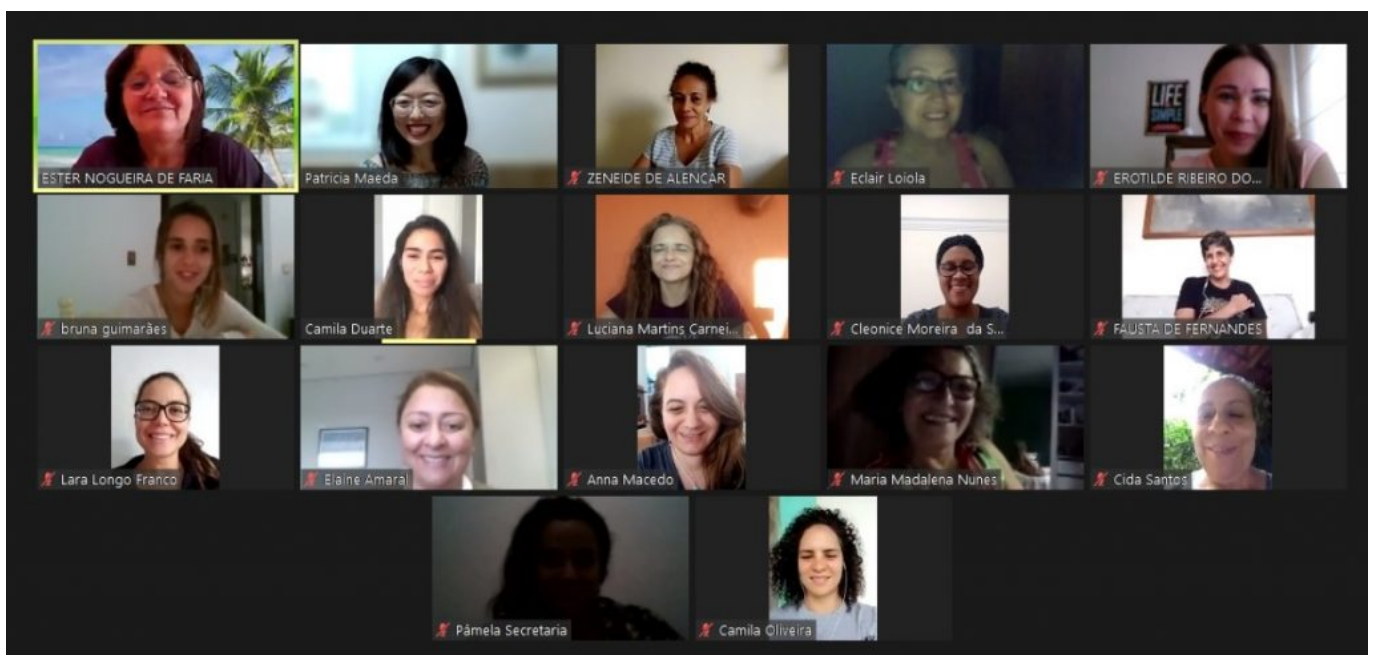 ESTER NOGUEIRA DE FARIA
Patricia Maeda
ZENEIDE DE ALENCAR
Eclair Loiola
LIFE
SIMPLE
EROTILDE RIBEIRO DO...
bruna guimarães
Camila Duarte
Luciana Martins Carnei...
Cleonice Moreira da S...
FAUSTA DE FERNANDES
Lara Longo Franco
Elaine Amaral
Anna Macedo
Maria Madalena Nunes
Cida Santos
Pâmela Secretaria
Camila Oliveira